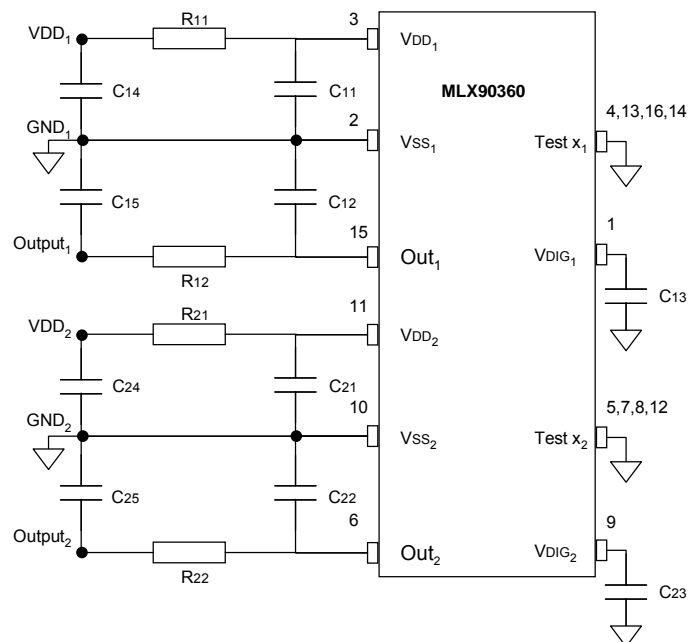 3
R11
VDD1
VDD1
C14
C11
MLX90360
4,13,16,14
GND1
2
VSS1
Test x1
C15
C12
1
Output1
15
Out1
VDIG1
R12
C13
R21
11
VDD2
VDD2
C24
C21
10
5,7,8,12
GND2
VSS2
Test x2
C25
C22
6
9
Output2
Out2
VDIG2
R22
C23